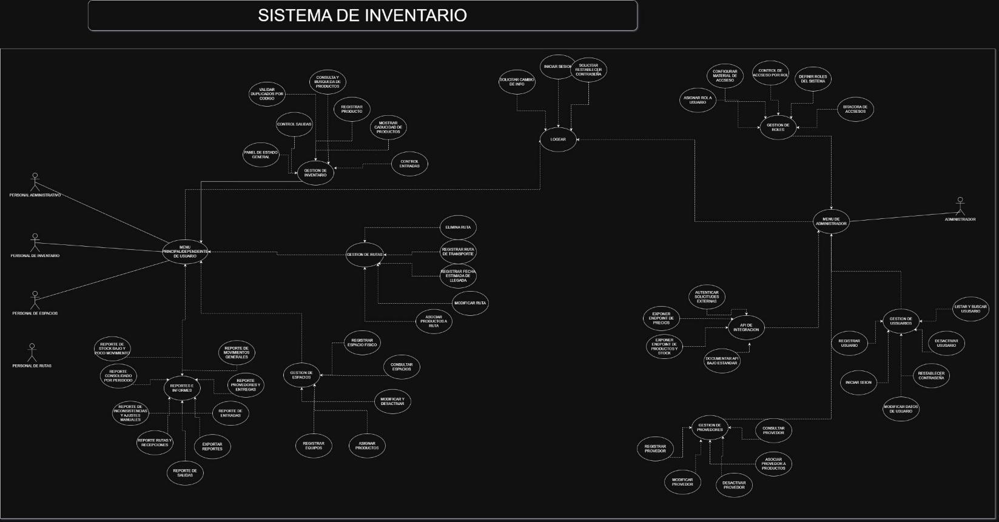 SISTEMA DE INVENTARIO
CONSULTA Y
BUSQUEDA DE
PRODUCTOS
VALIDAR
DUPLICADOS POR
CODIGO
REGISTRAR
PRODUCTO
CONTROL SALIDAS
MOSTRAR
CADUCIDAD DE
PRODUCTOS
PANEL DE ESTADO
GENERAL
CONTROL
ENTRADAS
GESTION DE
INVENTARIO
SOLICITAR CAMBIO
DE INFO
INICIAR SESION
SOLICITAR
RESTABLECER
CONTRASEÑA
LOGEAR
CONFIGURAR
MATERIAL DE
ACCSESO
CONTROL DE
ACCSESO POR ROL
DEFINIR ROLES
DEL SISTEMA
ASIGNAR ROL A
USUARIO
BITACORA DE
ACCSESOS
GESTION DE
ROLES
PERSONAL ADMINISTRATIVO
PERSONAL DE INVENTARIO
PERSONAL DE ESPACIOS
PERSONAL DE RUTAS
MENU
PRINCIPAL/DEPENDEINTE
DE USUARIO
ELIMINA RUTA
GESTION DE RUTAS
REGISTRAR RUTA
DE TRANSPORTE
REGISTRAR FECHA
ESTIMADA DE
LLEGADA
MODIFICAR RUTA
ASOCIAR
PRODUCTOS A
RUTA
MENU DE
ADMINISTRADOR
ADMINISTRADOR
AUTENTICAR
SOLICITUDES
EXTERNAS
EXPONER
ENDPOINT DE
PRECIOS
API DE
INTEGRACION
EXPONER
ENDPOINT DE
PRODUCTOS Y
STOCK
DOCUMENTAR API
BAJO ESTANDAR
LISTAR Y BUSCAR
USUSARIO
GESTION DE
USSUARIOS
REGISTRAR
USUARIO
DESACTIVAR
USUSARIO
INICIAR SEION
RESTABLECER
CONTRASEÑA
MODIFICAR DATOS
DE USUARIO
REPORTE DE
STOCK BAJO Y
POCO MOVIMIENTO
REPORTE DE
MOVIMIENTOS
GENERALES
REPORTE
CONSOLIDADO
POR PERIDODO
REPORTES E
INFORMES
REPORTE
PROVEDORES Y
ENTREGAS
REPORTE DE
INCONSISTENCIAS
Y AJUSTES
MANUALES
REPORTE DE
ENTRADAS
REPORTE RUTAS Y
RECEPCIONES
EXPORTAR
REPORTES
REPORTE DE
SALIDAS
REGISTRAR
ESPACIO FISICO
CONSULTAR
ESPACIOS
GESTION DE
ESPACIOS
MODIFICAR Y
DESACTIVAR
REGISTRAR
EQUIPOS
ASIGNAR
PRODUCTOS
GESTION DE
PROVEDORES
CONSULTAR
PROVEDOR
REGISTRAR
PROVEDOR
ASOCIAR
PROVEDOR A
PRODUCTOS
MODIFICAR
PROVEDOR
DESACTIVAR
PROVEDOR